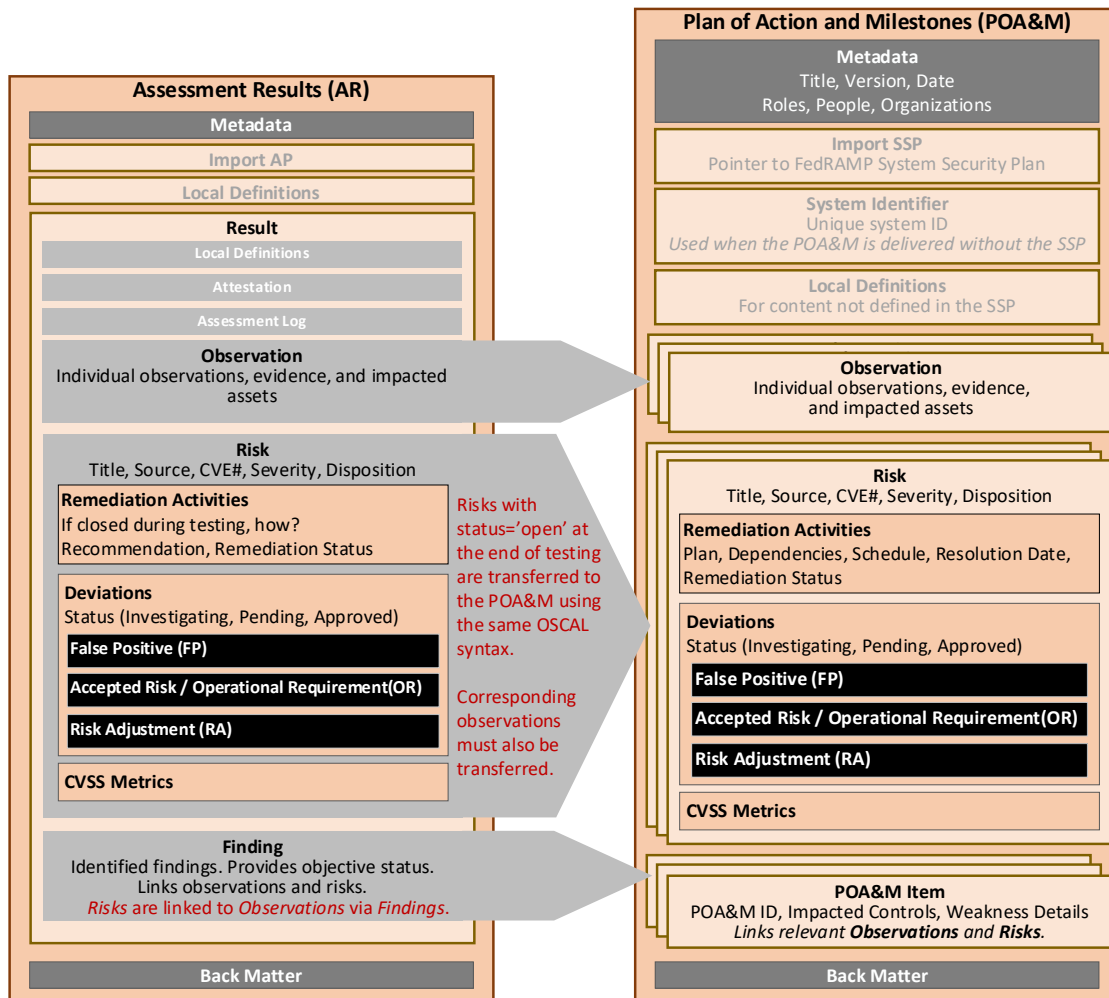 Assessment Results (AR)
Metadata
Import AP
Local Definitions
Result
Local Definitions
Attestation
Assessment Log
Observation
Individual observations, evidence, and impacted
assets
Risk
Title, Source, CVE#, Severity, Disposition
Remediation Activities
If closed during testing, how?
Recommendation, Remediation Status
Deviations
Status (Investigating, Pending, Approved)
False Positive (FP)
Accepted Risk / Operational Requirement(OR)
Risk Adjustment (RA)
CVSS Metrics
Risks with
status=’open’ at
the end of testing
are transferred to
the POA&M using
the same OSCAL
syntax.
Corresponding
observations
must also be
transferred.
Finding
Identified findings. Provides objective status.
Links observations and risks.
Risks are linked to Observations via Findings.
Back Matter
Plan of Action and Milestones (POA&M)
Metadata
Title, Version, Date
Roles, People, Organizations
Import SSP
Pointer to FedRAMP System Security Plan
System Identifier
Unique system ID
Used when the POA&M is delivered without the SSP
Local Definitions
For content not defined in the SSP
Observation
Individual observations, evidence,
and impacted assets
Risk
Title, Source, CVE#, Severity, Disposition
Remediation Activities
Plan, Dependencies, Schedule, Resolution Date,
Remediation Status
Deviations
Status (Investigating, Pending, Approved)
False Positive (FP)
Accepted Risk / Operational Requirement(OR)
Risk Adjustment (RA)
CVSS Metrics
POA&M Item
POA&M ID, Impacted Controls, Weakness Details
Links relevant Observations and Risks.
Back Matter